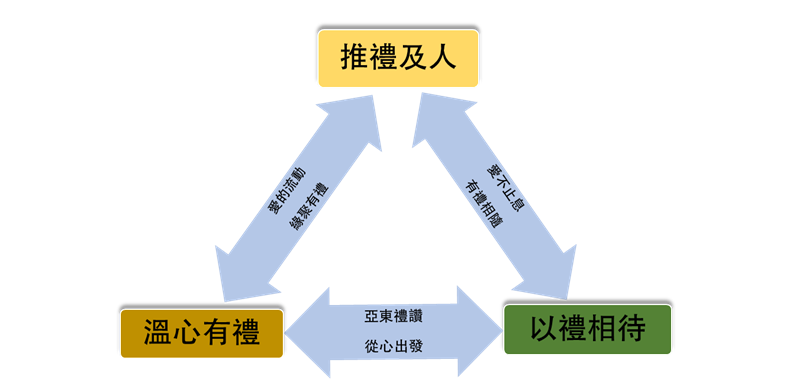 推禮及人
愛的流動
緣聚有禮
愛不止息
有禮相隨
溫心有禮
亞東禮讚
從心出發
以禮相待